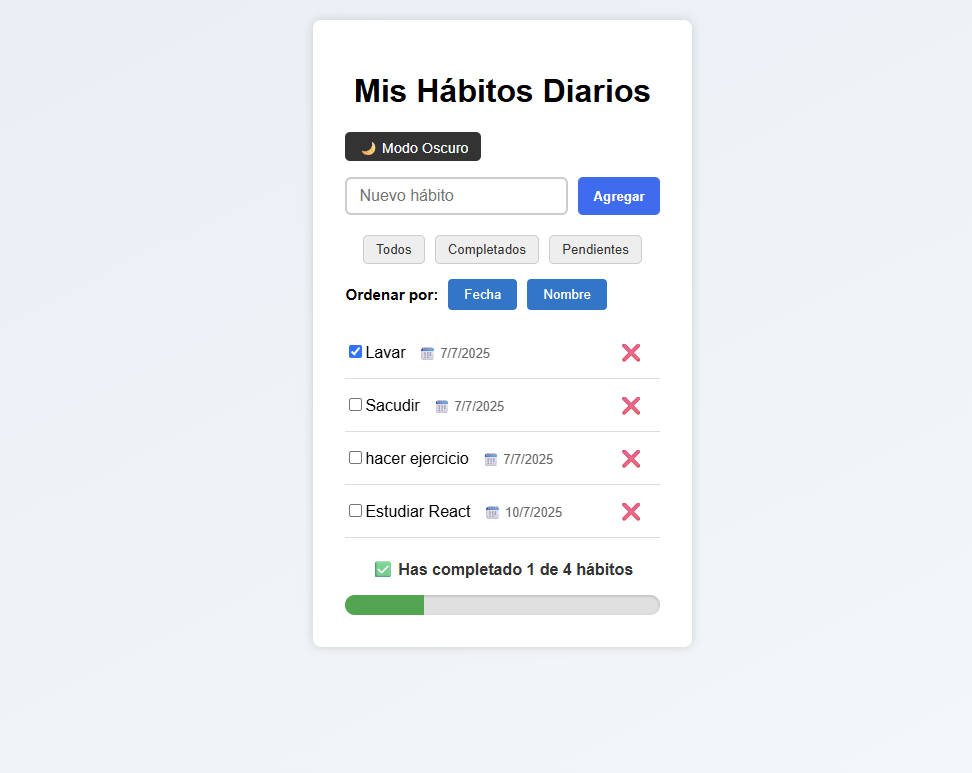 Mis Hábitos Diarios
🌙 Modo Oscuro
Nuevo hábito Agregar
Todos Completados Pendientes
Ordenar por: Fecha Nombre
Lavar 7/7/2025
Sacudir 7/7/2025
hacer ejercicio 7/7/2025
Estudiar React 10/7/2025
✅ Has completado 1 de 4 hábitos